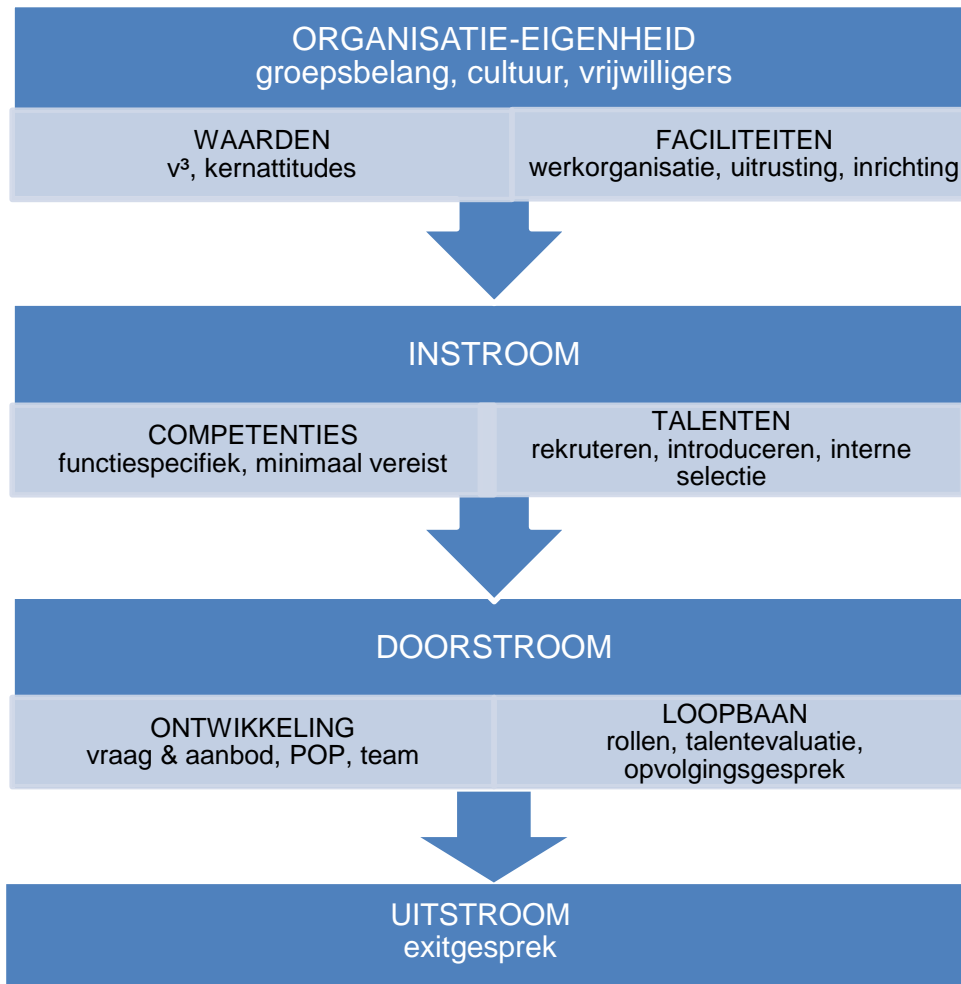 ORGANISATIE-EIGENHEID
groepsbelang, cultuur, vrijwilligers
WAARDEN
v³, kernattitudes
FACILITEITEN
werkorganisatie, uitrusting, inrichting
INSTROOM
COMPETENTIES
functiespecifiek, minimaal vereist
TALENTEN
rekruteren, introduceren, interne
selectie
DOORSTROOM
ONTWIKKELING
vraag & aanbod, POP, team
LOOPBAAN
rollen, talentevaluatie,
opvolgingsgesprek
UITSTROOM
exitgesprek